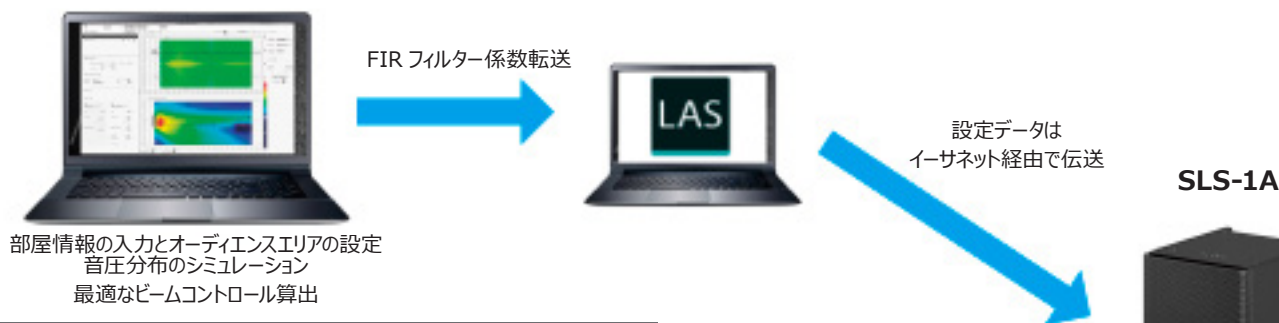 FIR フィルター係数転送
LAS
設定データは
イーサネット経由で伝送
SLS-1A
部屋情報の入力とオーディエンスエリアの設定
音圧分布のシミュレーション
最適なビームコントロール算出